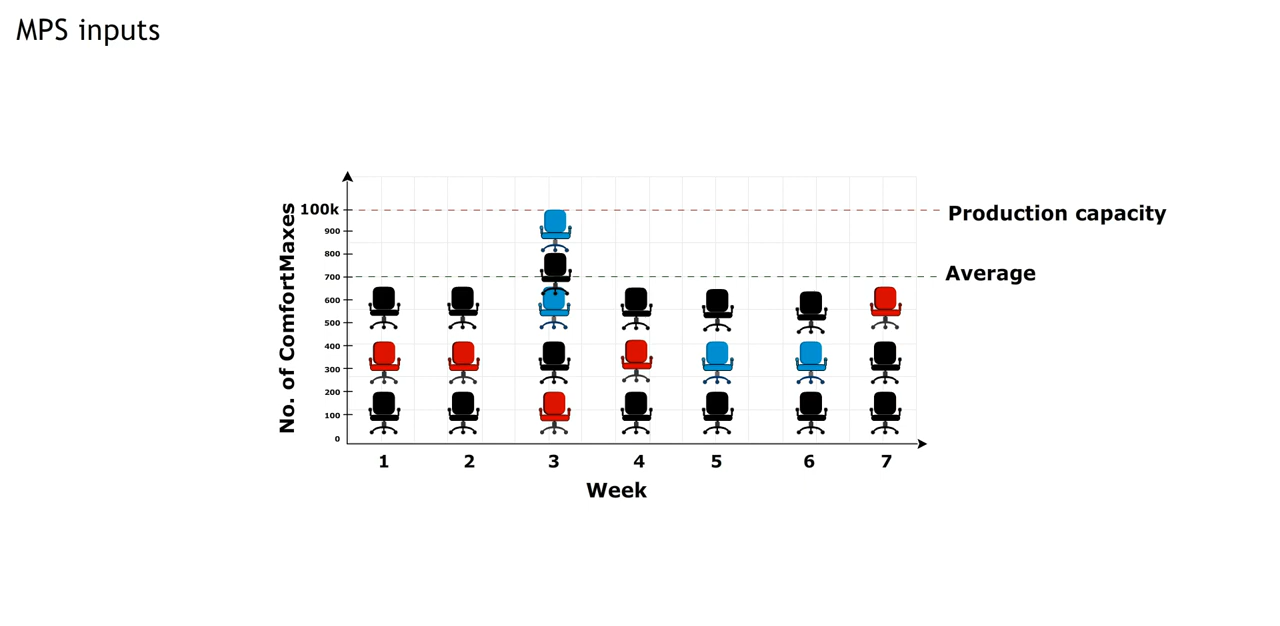 MPS inputs
No. of ComfortMaxes
100k
900
800
700
600
500
400
300
200
100
0
Production capacity
Average
1 2 3 4 5 6 7
Week